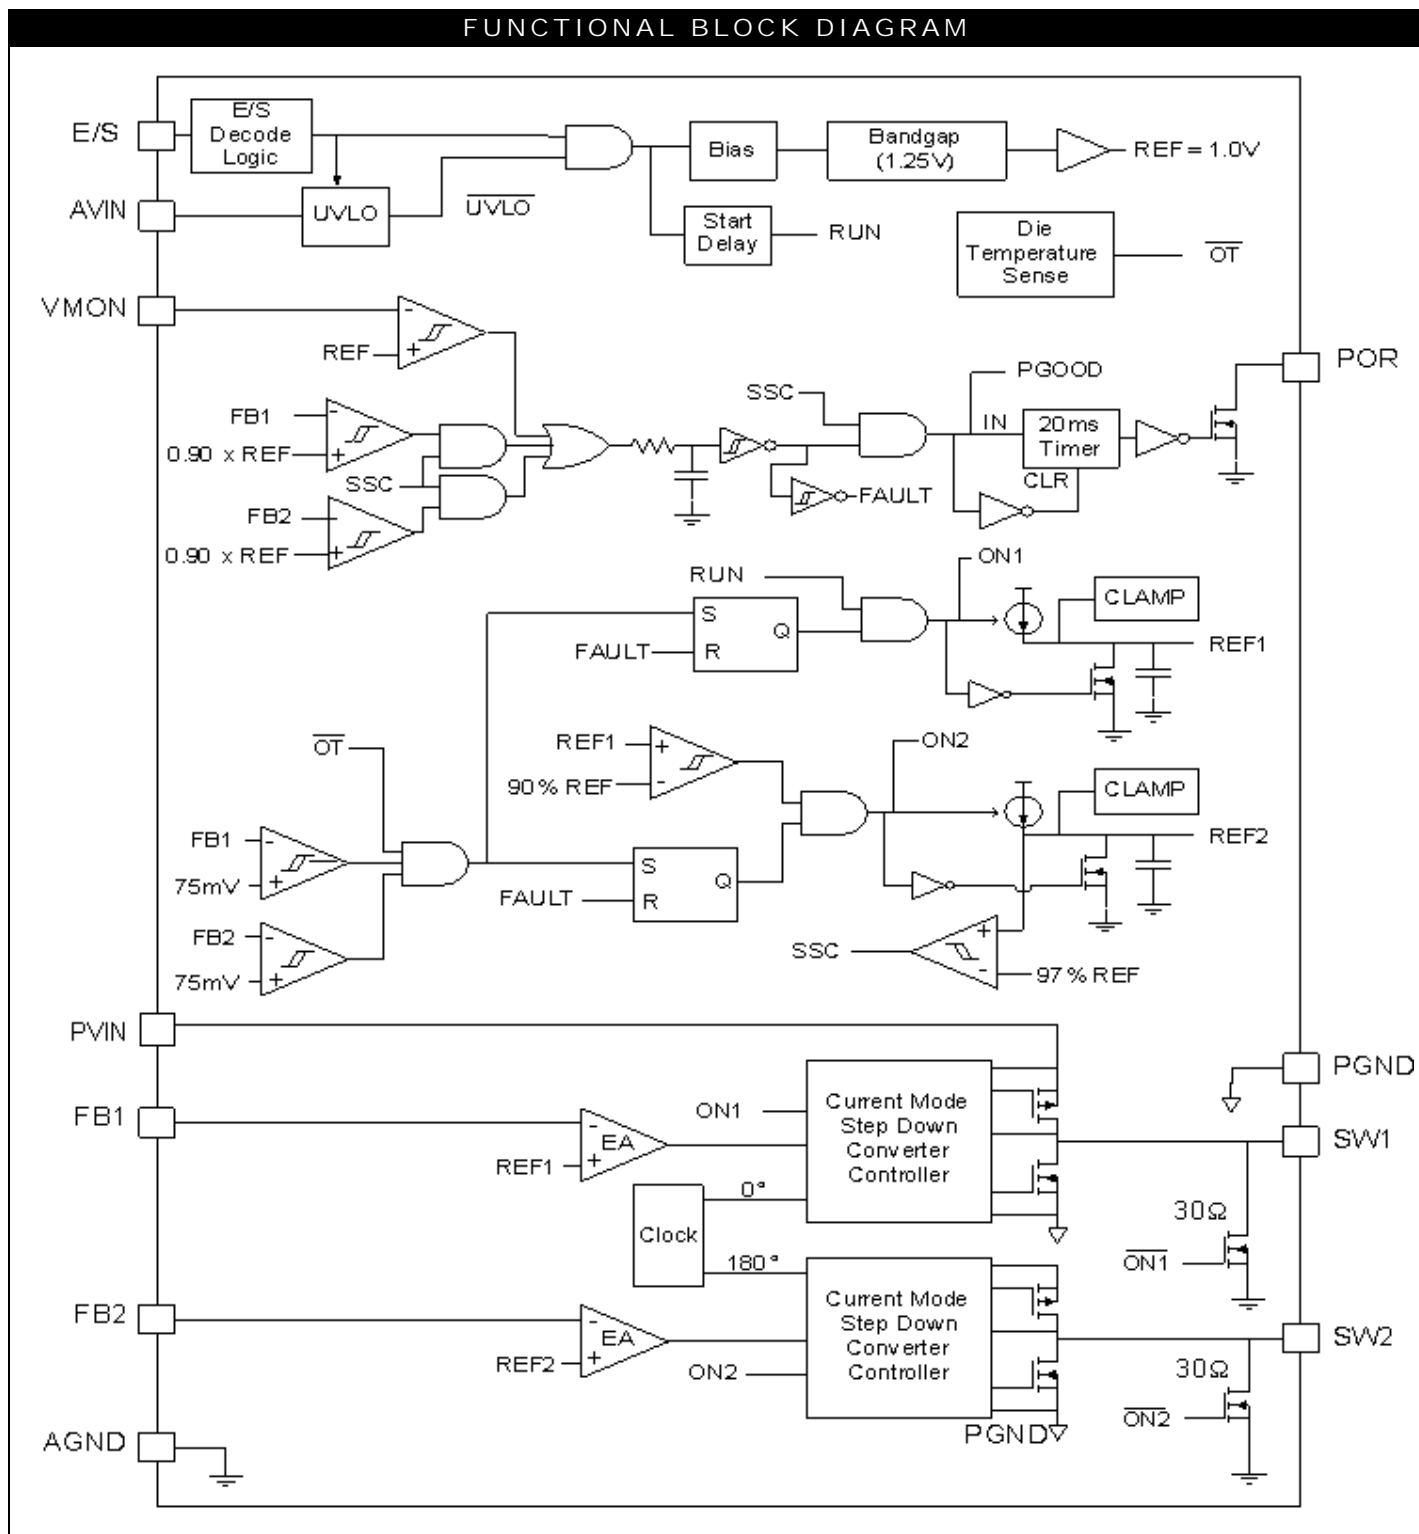 FUNCTIONAL BLOCK DIAGRAM
E/S
E/S
Decode
Logic
Bias
Bandgap
(1.25V)
REF = 1.0V
AVIN
UVLO
UVLO
Start
Delay
RUN
Die
Temperature
Sense
OT
VMON
-
+
REF
POR
PGOOD
SSC
FB1
-
+
0.90 x REF
IN
20ms
Timer
CLR
SSC
FAULT
FB2
-
+
0.90 x REF
ON1
RUN
CLAMP
S
Q
R
FAULT
REF1
OT
REF1
+
-
90% REF
ON2
CLAMP
FB1
-
+
75mV
S
Q
R
FAULT
REF2
FB2
-
+
75mV
SSC
+
-
97% REF
PVIN
PGND
FB1
ON1
Current Mode
Step Down
Converter
Controller
-
EA
+
REF1
SW1
0°
Clock
180°
30Ω
ON1
FB2
Current Mode
Step Down
Converter
Controller
-
EA
+
REF2
ON2
SW2
30Ω
ON2
PGND
AGND